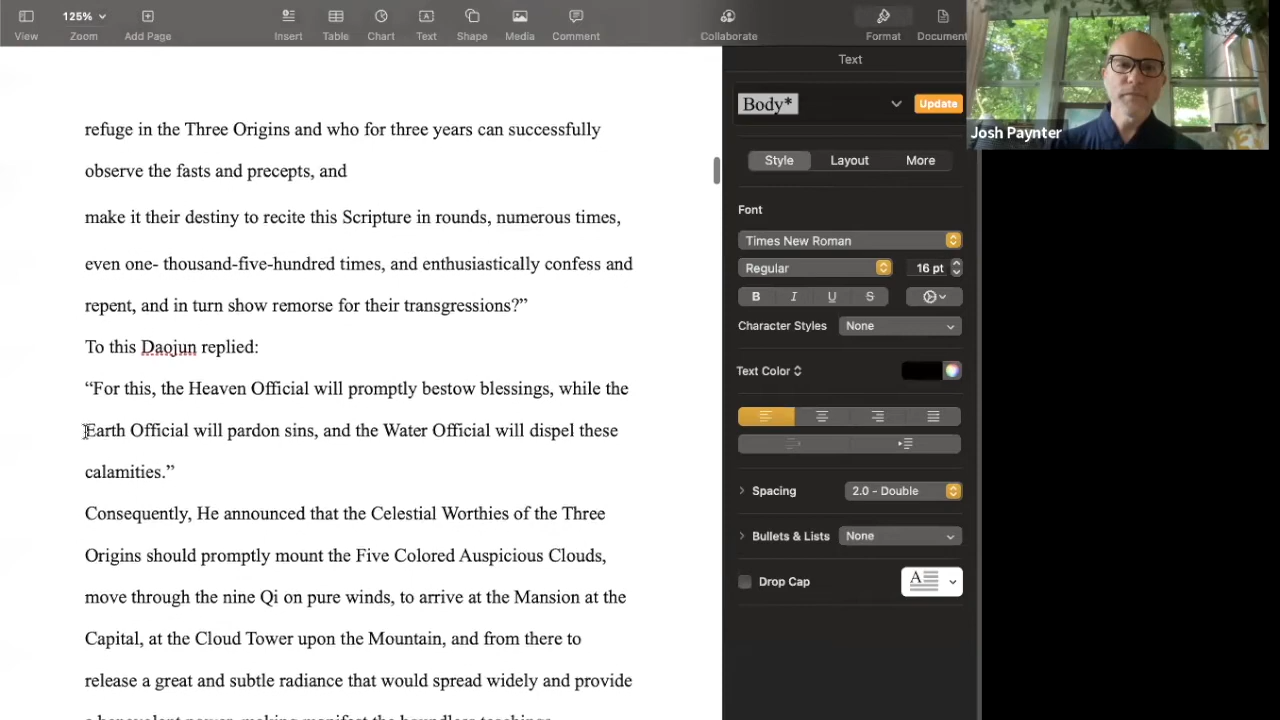 View
125%
Zoom
Add Page
Insert
Table
Chart
Text
Shape
Media
Comment
Collaborate
Format
Document
refuge in the Three Origins and who for three years can successfully
observe the fasts and precepts, and
make it their destiny to recite this Scripture in rounds, numerous times,
even one- thousand-five-hundred times, and enthusiastically confess and
repent, and in turn show remorse for their transgressions?”
To this Daojun replied:
“For this, the Heaven Official will promptly bestow blessings, while the
Earth Official will pardon sins, and the Water Official will dispel these
calamities.”
Consequently, He announced that the Celestial Worthies of the Three
Origins should promptly mount the Five Colored Auspicious Clouds,
move through the nine Qi on pure winds, to arrive at the Mansion at the
Capital, at the Cloud Tower upon the Mountain, and from there to
release a great and subtle radiance that would spread widely and provide
a benevolent power, making manifest the boundless teachings
Text
Body*
Update
Style Layout More
Font
Times New Roman
Regular 16 pt
B I U S
Character Styles None
Text Color
Spacing 2.0 - Double
Bullets & Lists None
Drop Cap
A
Josh Paynter